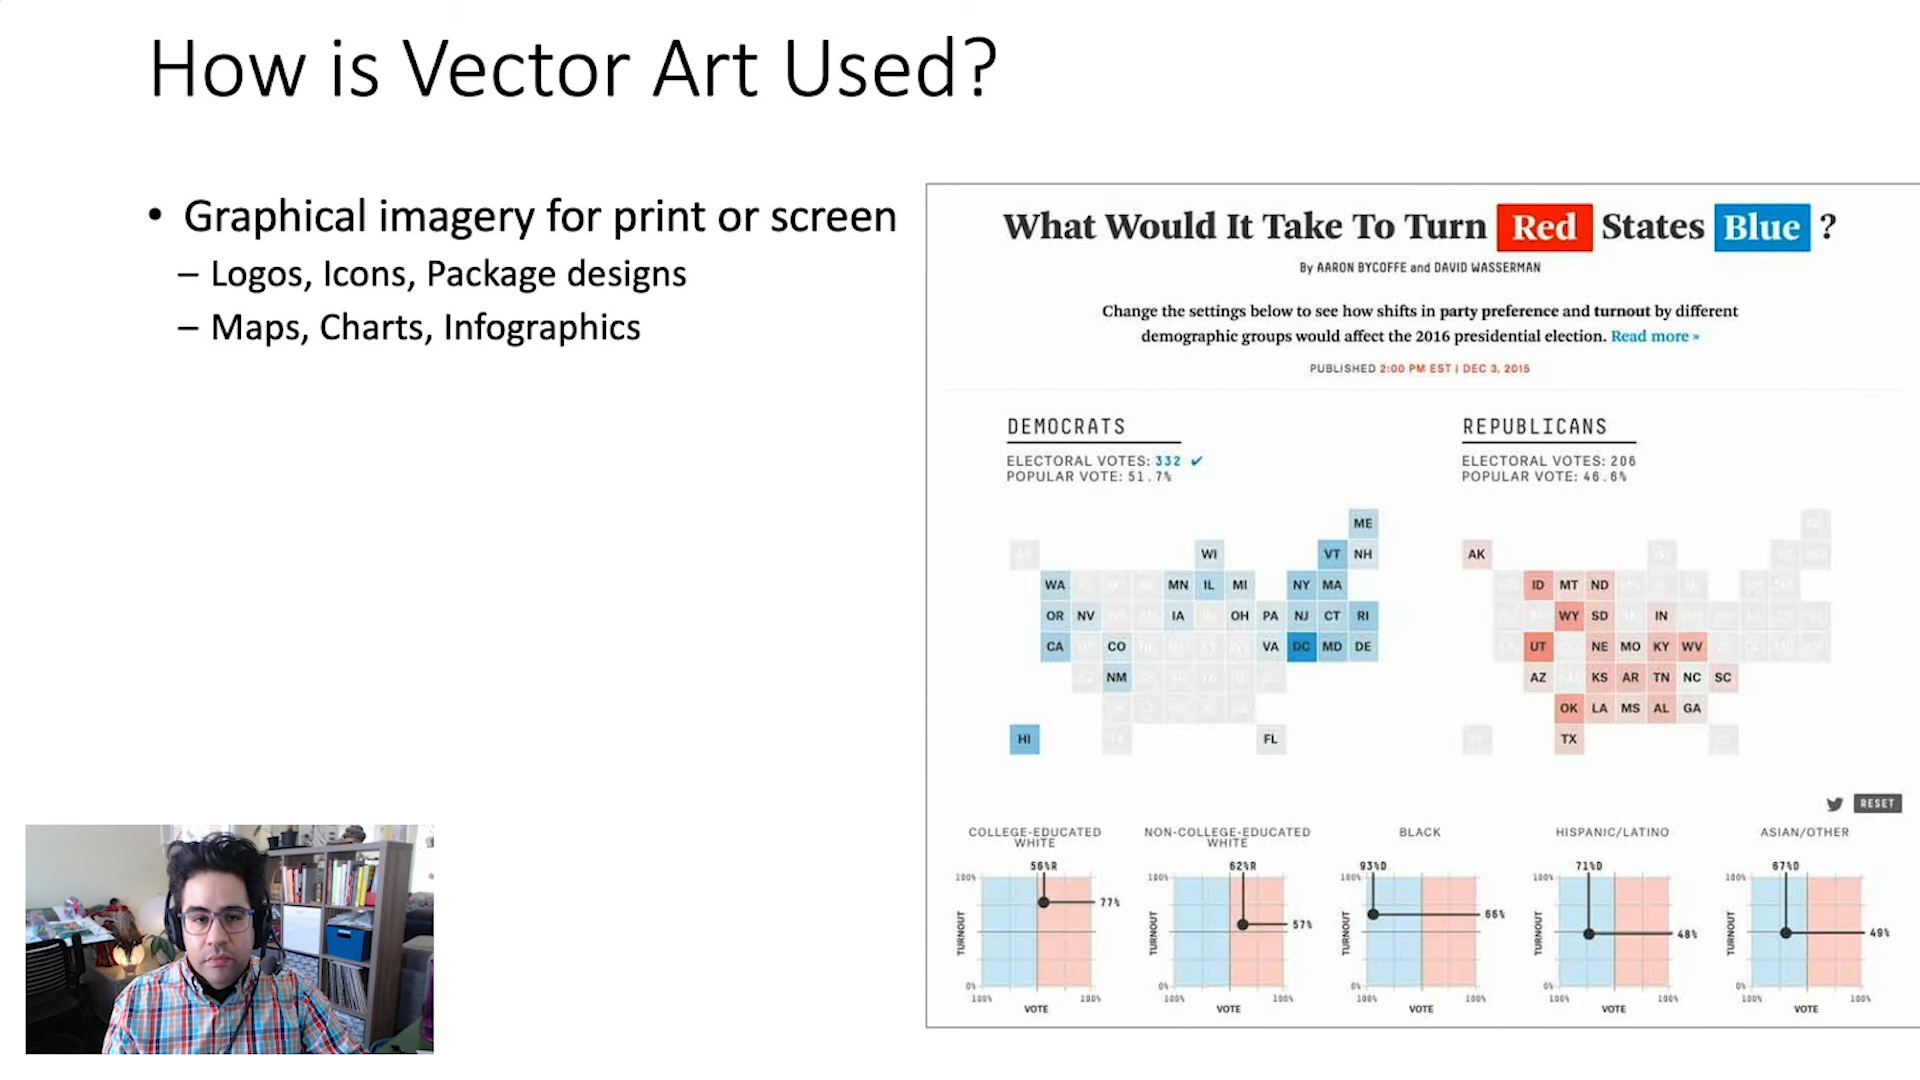 How is Vector Art Used?
• Graphical imagery for print or screen
– Logos, Icons, Package designs
– Maps, Charts, Infographics
What Would It Take To Turn Red States Blue ?
By AARON BYCOFFE and DAVID WASSERMAN
Change the settings below to see how shifts in party preference and turnout by different
demographic groups would affect the 2016 presidential election. Read more »
PUBLISHED 2:00 PM EST | DEC 3, 2015
DEMOCRATS
ELECTORAL VOTES: 332 ✔
POPULAR VOTE: 51.7%
ME
WI VT NH
WA MN IL MI NY MA
OR NV IA OH PA NJ CT RI
CA CO VA DC MD DE
NM
HI FL
REPUBLICANS
ELECTORAL VOTES: 206
POPULAR VOTE: 46.6%
AK
ID MT ND
WY SD IN
UT NE MO KY WV
AZ KS AR TN NC SC
OK LA MS AL GA
TX
RESET
COLLEGE-EDUCATED
WHITE
56%R
100%
77%
TURNOUT
0%
100% 100%
VOTE
NON-COLLEGE-EDUCATED
WHITE
62%R
100%
57%
TURNOUT
0%
100% 100%
VOTE
BLACK
93%D
100%
66%
TURNOUT
0%
100% 100%
VOTE
HISPANIC/LATINO
71%D
100%
48%
TURNOUT
0%
100% 100%
VOTE
ASIAN/OTHER
67%D
100%
49%
TURNOUT
0%
100% 100%
VOTE